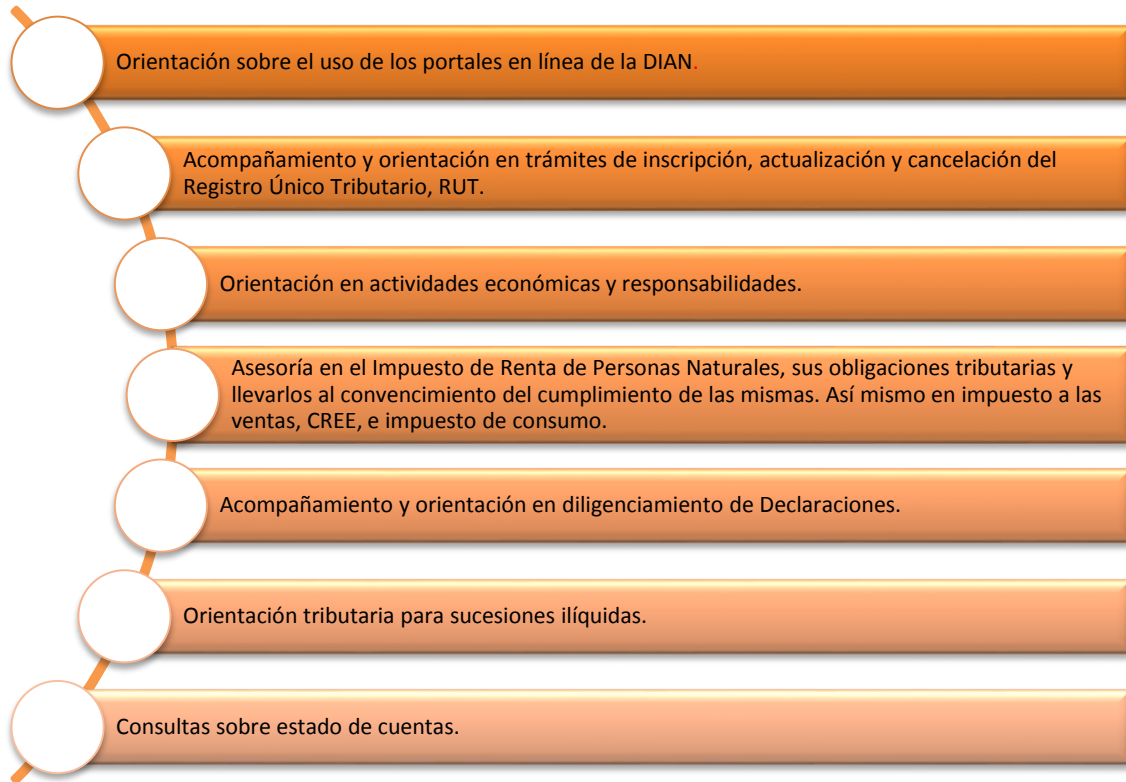 Orientación sobre el uso de los portales en línea de la DIAN.
Acompañamiento y orientación en trámites de inscripción, actualización y cancelación del
Registro Único Tributario, RUT.
Orientación en actividades económicas y responsabilidades.
Asesoría en el Impuesto de Renta de Personas Naturales, sus obligaciones tributarias y
llevarlos al convencimiento del cumplimiento de las mismas. Así mismo en impuesto a las
ventas, CREE, e impuesto de consumo.
Acompañamiento y orientación en diligenciamiento de Declaraciones.
Orientación tributaria para sucesiones ilíquidas.
Consultas sobre estado de cuentas.